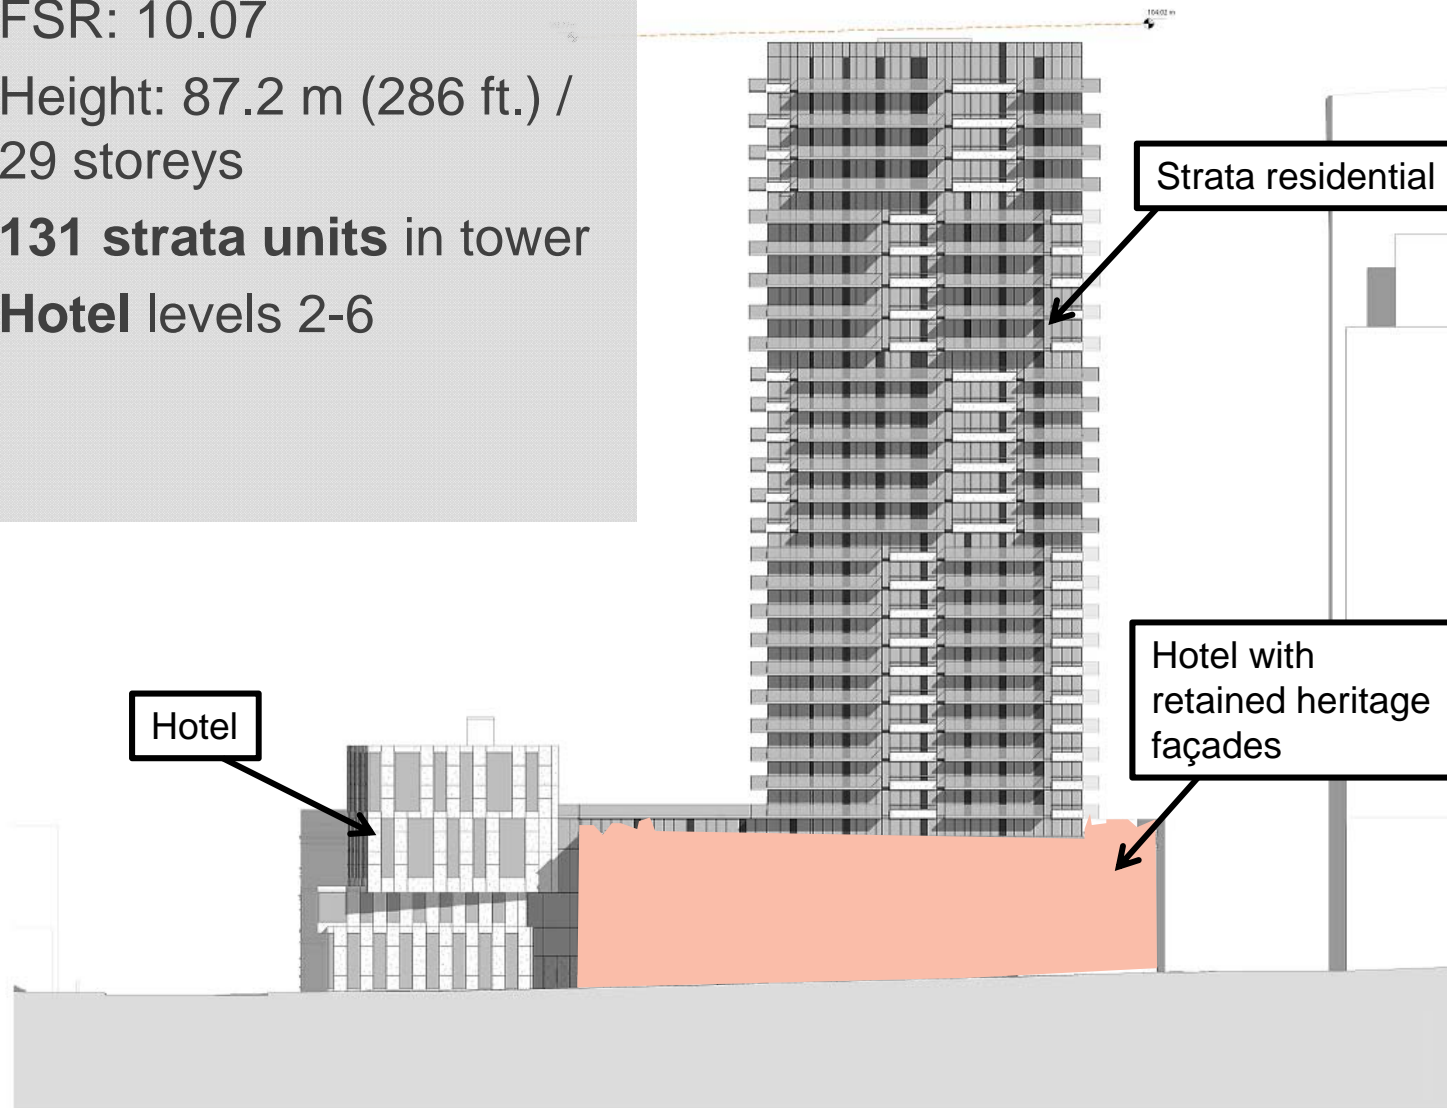 FSR: 10.07
Height: 87.2 m (286 ft.) /
29 storeys
131 strata units in tower
Hotel levels 2-6
Strata residential
Hotel with
retained heritage
façades
Hotel